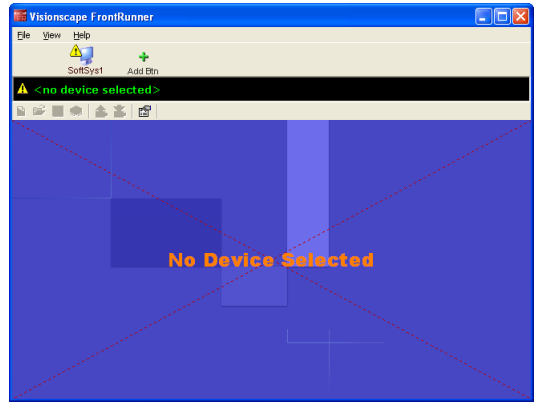 Visionscape FrontRunner
File View Help
SoftSys1 Add Btn
<no device selected>
No Device Selected